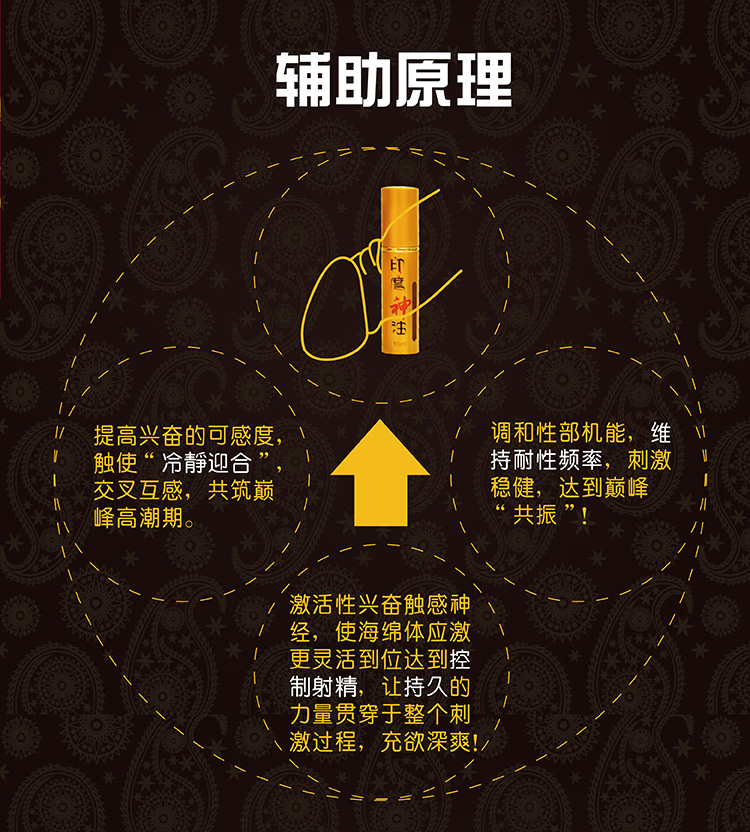 辅助原理
印度
神
油
10ml
提高兴奋的可感度，
触使“冷靜迎合”，
交叉互感，共筑巅
峰高潮期。
调和性部机能，维
持耐性频率，刺激
稳健，达到巅峰
“共振”！
激活性兴奋触感神
经，使海绵体应激
更灵活到位达到控
制射精，让持久的
力量贯穿于整个刺
激过程，充欲深爽！